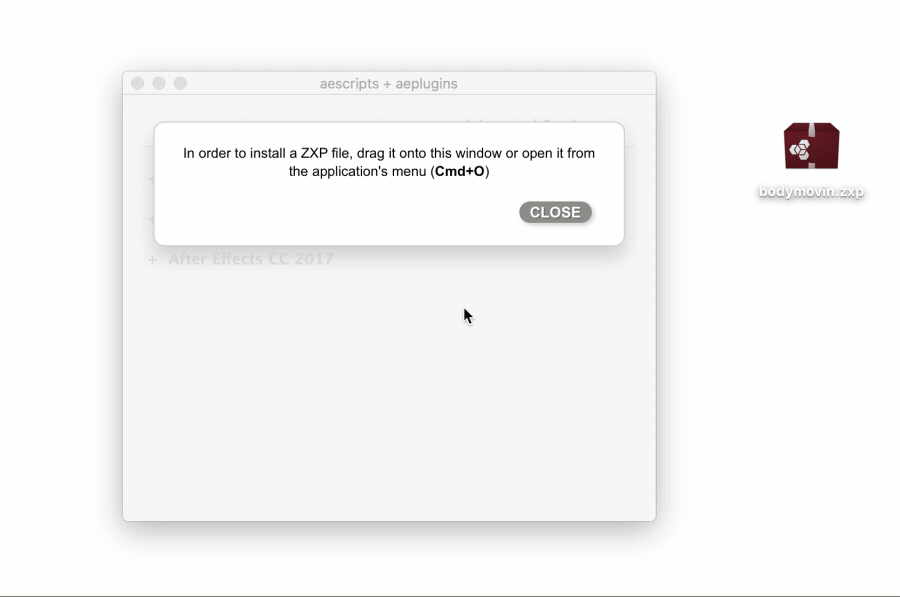 aescripts + aeplugins
In order to install a ZXP file, drag it onto this window or open it from
the application's menu (Cmd+O)
CLOSE
bodymovin.zxp
+ After Effects CC 2017